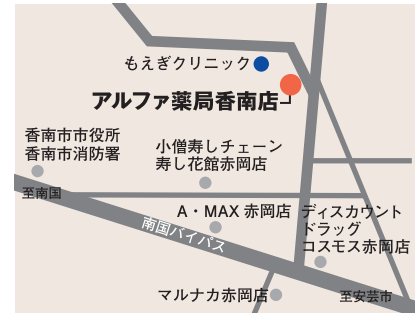 もえぎクリニック
アルファ薬局香南店
香南市市役所
香南市消防署
小僧寿しチェーン
寿し花館赤岡店
至南国
A・MAX 赤岡店
ディスカウント
ドラッグ
コスモス赤岡店
南国バイパス
マルナカ赤岡店
至安芸市